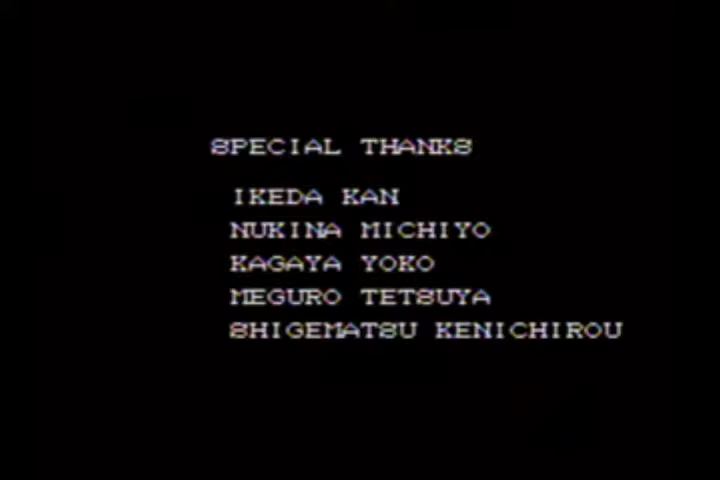 SPECIAL THANKS
IKEDA KAN
NUKINA MICHIYO
KAGAYA YOKO
MEGURO TETSUYA
SHIGEMATSU KENICHIROU